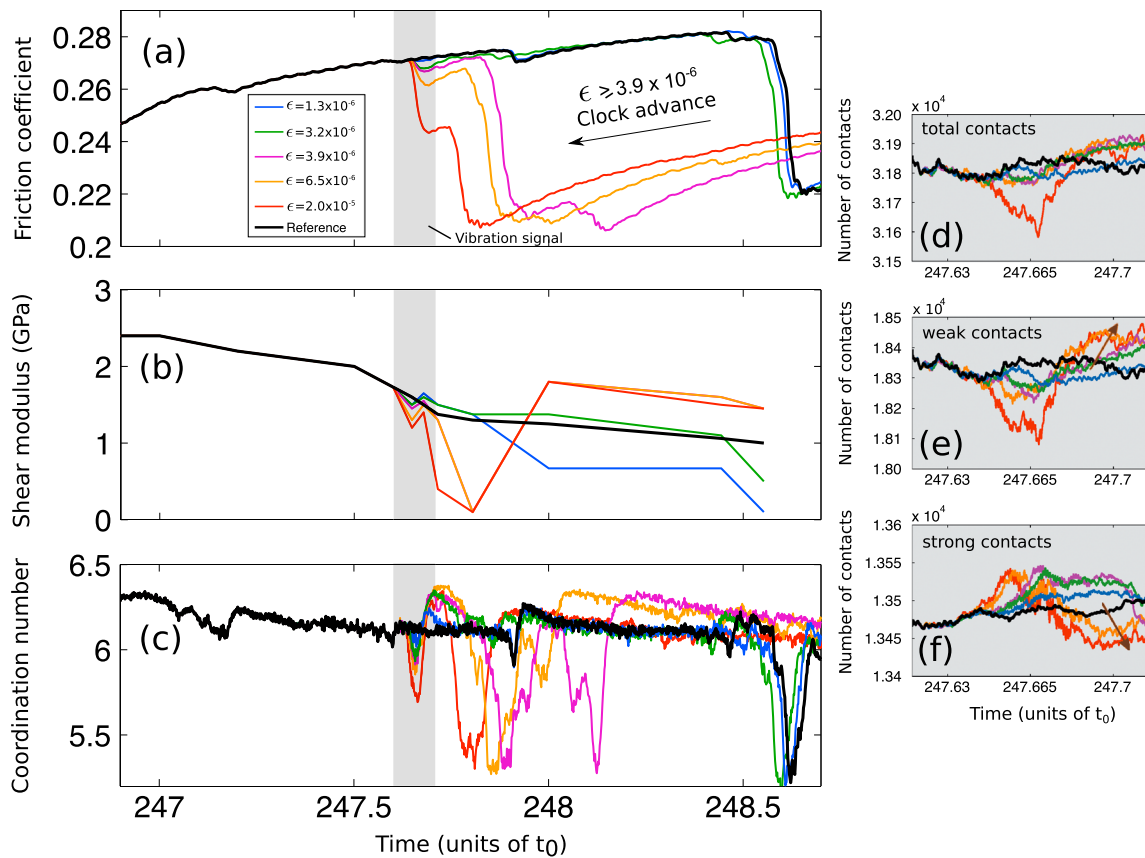 (a)
Friction coefficient
0.28
0.26
0.24
0.22
0.2
ϵ=1.3x10⁻⁶
ϵ=3.2x10⁻⁶
ϵ=3.9x10⁻⁶
ϵ=6.5x10⁻⁶
ϵ=2.0x10⁻⁵
Reference
ϵ ⩾ 3.9 x 10⁻⁶
Clock advance
Vibration signal
(b)
Shear modulus (GPa)
3
2
1
0
(c)
Coordination number
6.5
6
5.5
247
247.5
248
248.5
Time (units of t₀)
x 10⁴
total contacts
Number of contacts
3.20
3.19
3.18
3.17
3.16
3.15
(d)
247.63
247.665
247.7
x 10⁴
weak contacts
Number of contacts
1.85
1.84
1.83
1.82
1.81
1.80
(e)
247.63
247.665
247.7
x 10⁴
strong contacts
Number of contacts
1.36
1.355
1.35
1.345
1.34
(f)
247.63
247.665
247.7
Time (units of t₀)